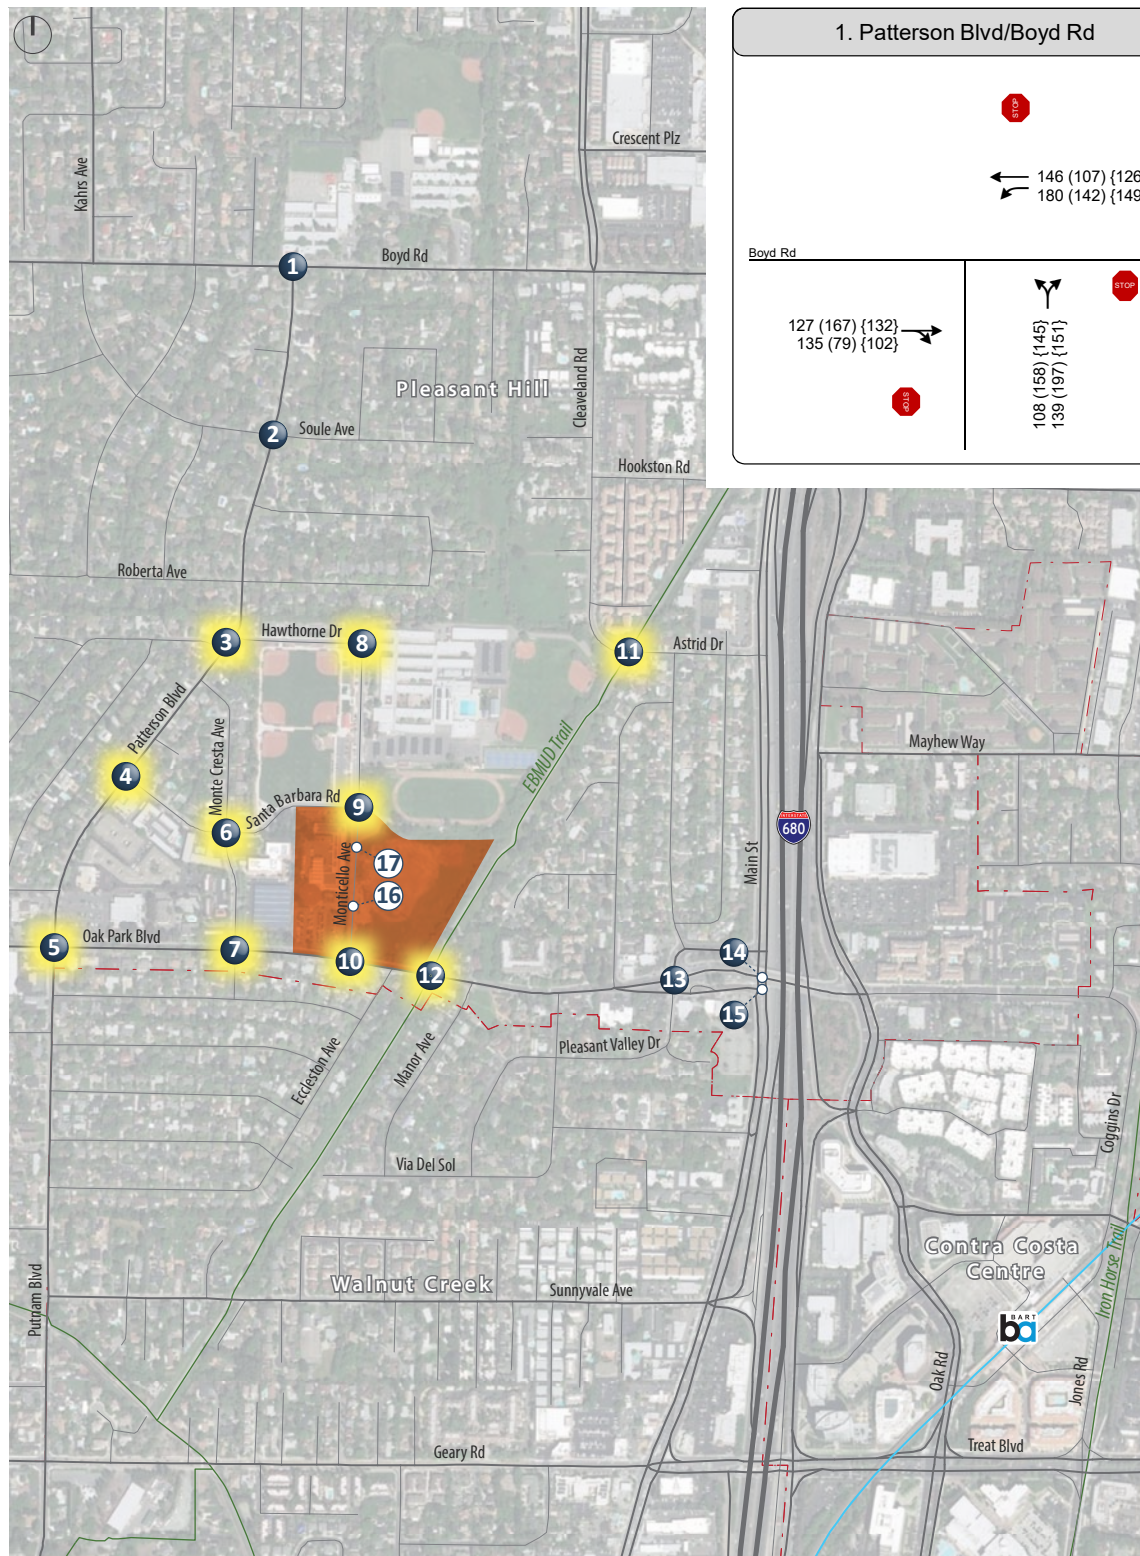 1. Patterson Blvd/Boyd Rd
STOP
146 (107) {126
180 (142) {149
Boyd Rd
127 (167) {132}
135 (79) {102}
STOP
108 (158) {145}
139 (197) {151}
STOP
Crescent Plz
Kahrs Ave
Boyd Rd
1
Cleaveland Rd
Pleasant Hill
2
Soule Ave
Hookston Rd
Roberta Ave
3
Hawthorne Dr
8
11
Astrid Dr
Patterson Blvd
EBMUD Trail
Mayhew Way
4
Monte Cresta Ave
Santa Barbara Rd
9
6
INTERSTATE
680
Main St
Monticello Ave
17
16
5
Oak Park Blvd
7
10
12
13
14
15
Eccleston Ave
Manor Ave
Pleasant Valley Dr
Coggins Dr
Via Del Sol
Contra Costa
Centre
Iron Horse Trail
Walnut Creek
Sunnyvale Ave
Putnam Blvd
BART
ba
Oak Rd
Jones Rd
Geary Rd
Treat Blvd